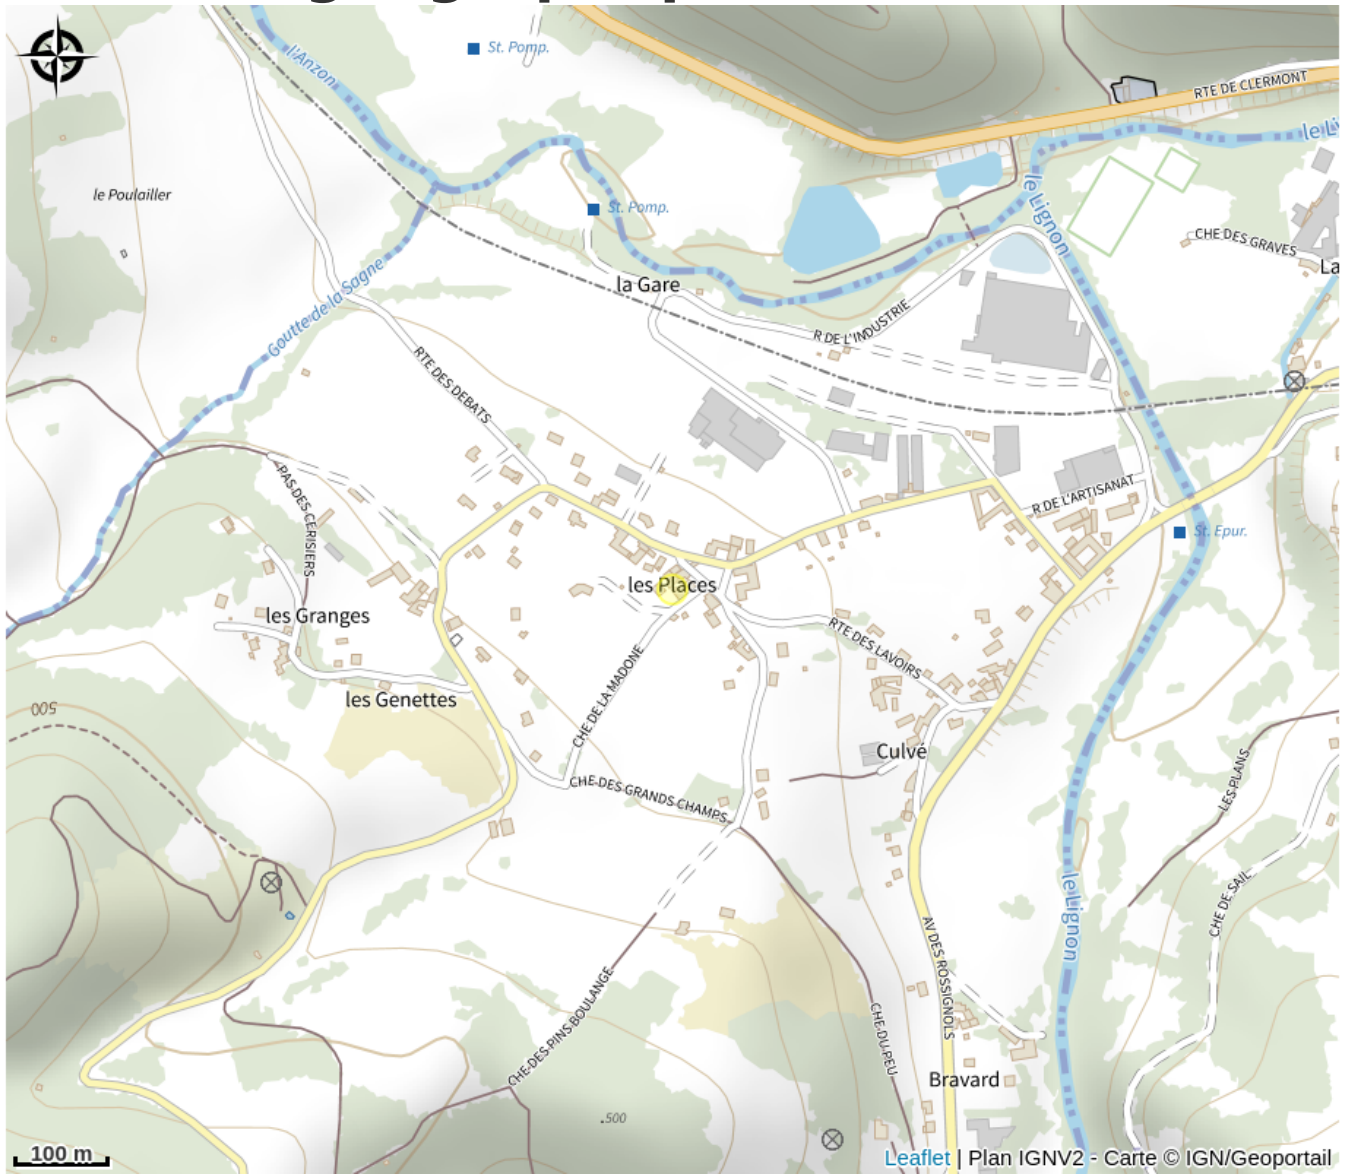 l'Anzon
St. Pomp.
RTE DE CLERMONT
le Li
le Poulailler
St. Pomp.
le Lignon
CHE DES GRAVES
La
Goutte de la Sagne
la Gare
R DE L'INDUSTRIE
RTE DES DEBATS
PAS DES CERISIERS
R DE L'ARTISANAT
St. Epur.
les Places
les Granges
RTE DES LAVOIRS
les Genettes
CHE DE LA MADONE
500
Culvé
CHE DES GRANDS CHAMPS
LES PLANS
CHE DE SAIL
le Lignon
AV DES ROSSIGNOLS
CHE DES PINS BOULANGE
CHE DU PEU
Bravard
.500
100 m
Leaflet | Plan IGNV2 - Carte © IGN/Geoportail